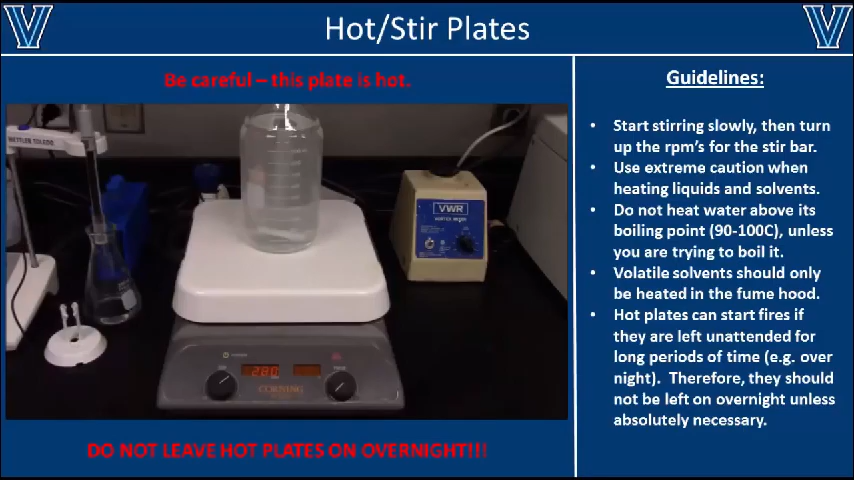 Hot/Stir Plates
Be careful – this plate is hot.
METTLER TOLEDO
VWR
VORTEX MIXER
280
CORNING
DO NOT LEAVE HOT PLATES ON OVERNIGHT!!!
Guidelines:
• Start stirring slowly, then turn
up the rpm's for the stir bar.
• Use extreme caution when
heating liquids and solvents.
• Do not heat water above its
boiling point (90-100C), unless
you are trying to boil it.
• Volatile solvents should only
be heated in the fume hood.
• Hot plates can start fires if
they are left unattended for
long periods of time (e.g. over
night). Therefore, they should
not be left on overnight unless
absolutely necessary.